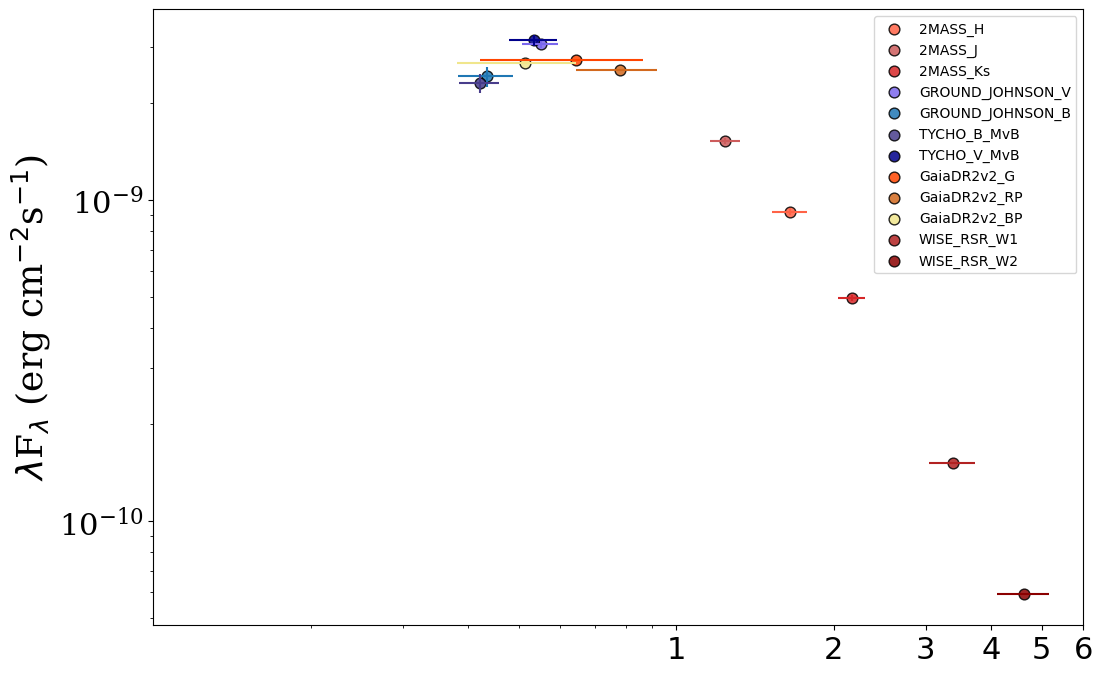 λF_λ (erg cm⁻²s⁻¹)
10⁻⁹
10⁻¹⁰
2MASS_H
2MASS_J
2MASS_Ks
GROUND_JOHNSON_V
GROUND_JOHNSON_B
TYCHO_B_MvB
TYCHO_V_MvB
GaiaDR2v2_G
GaiaDR2v2_RP
GaiaDR2v2_BP
WISE_RSR_W1
WISE_RSR_W2
1 2 3 4 5 6